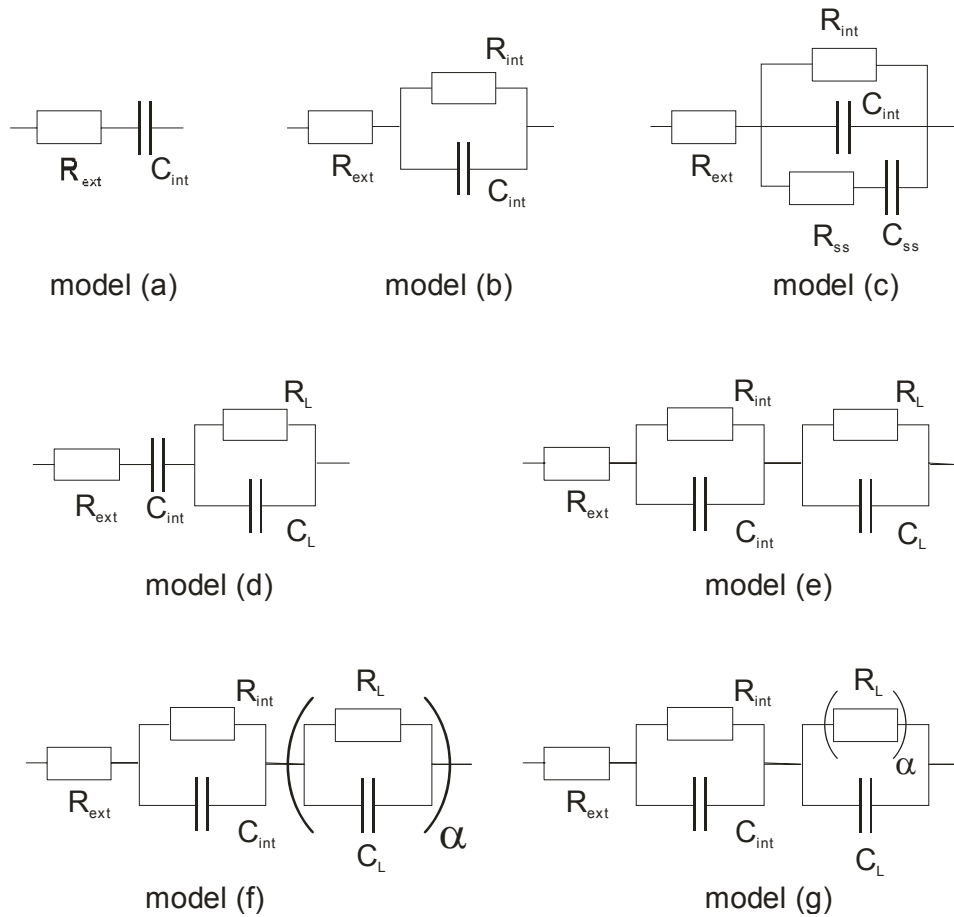 R_int
R_int
R_ext C_int
R_ext
C_int
R_ext
C_int
R_ss C_ss
model (a) model (b) model (c)
R_L
R_ext C_int
C_L
R_int R_L
R_ext
C_int C_L
model (d) model (e)
R_int R_L
R_ext
C_int C_L α
R_int R_L
α
R_ext
C_int C_L
model (f) model (g)